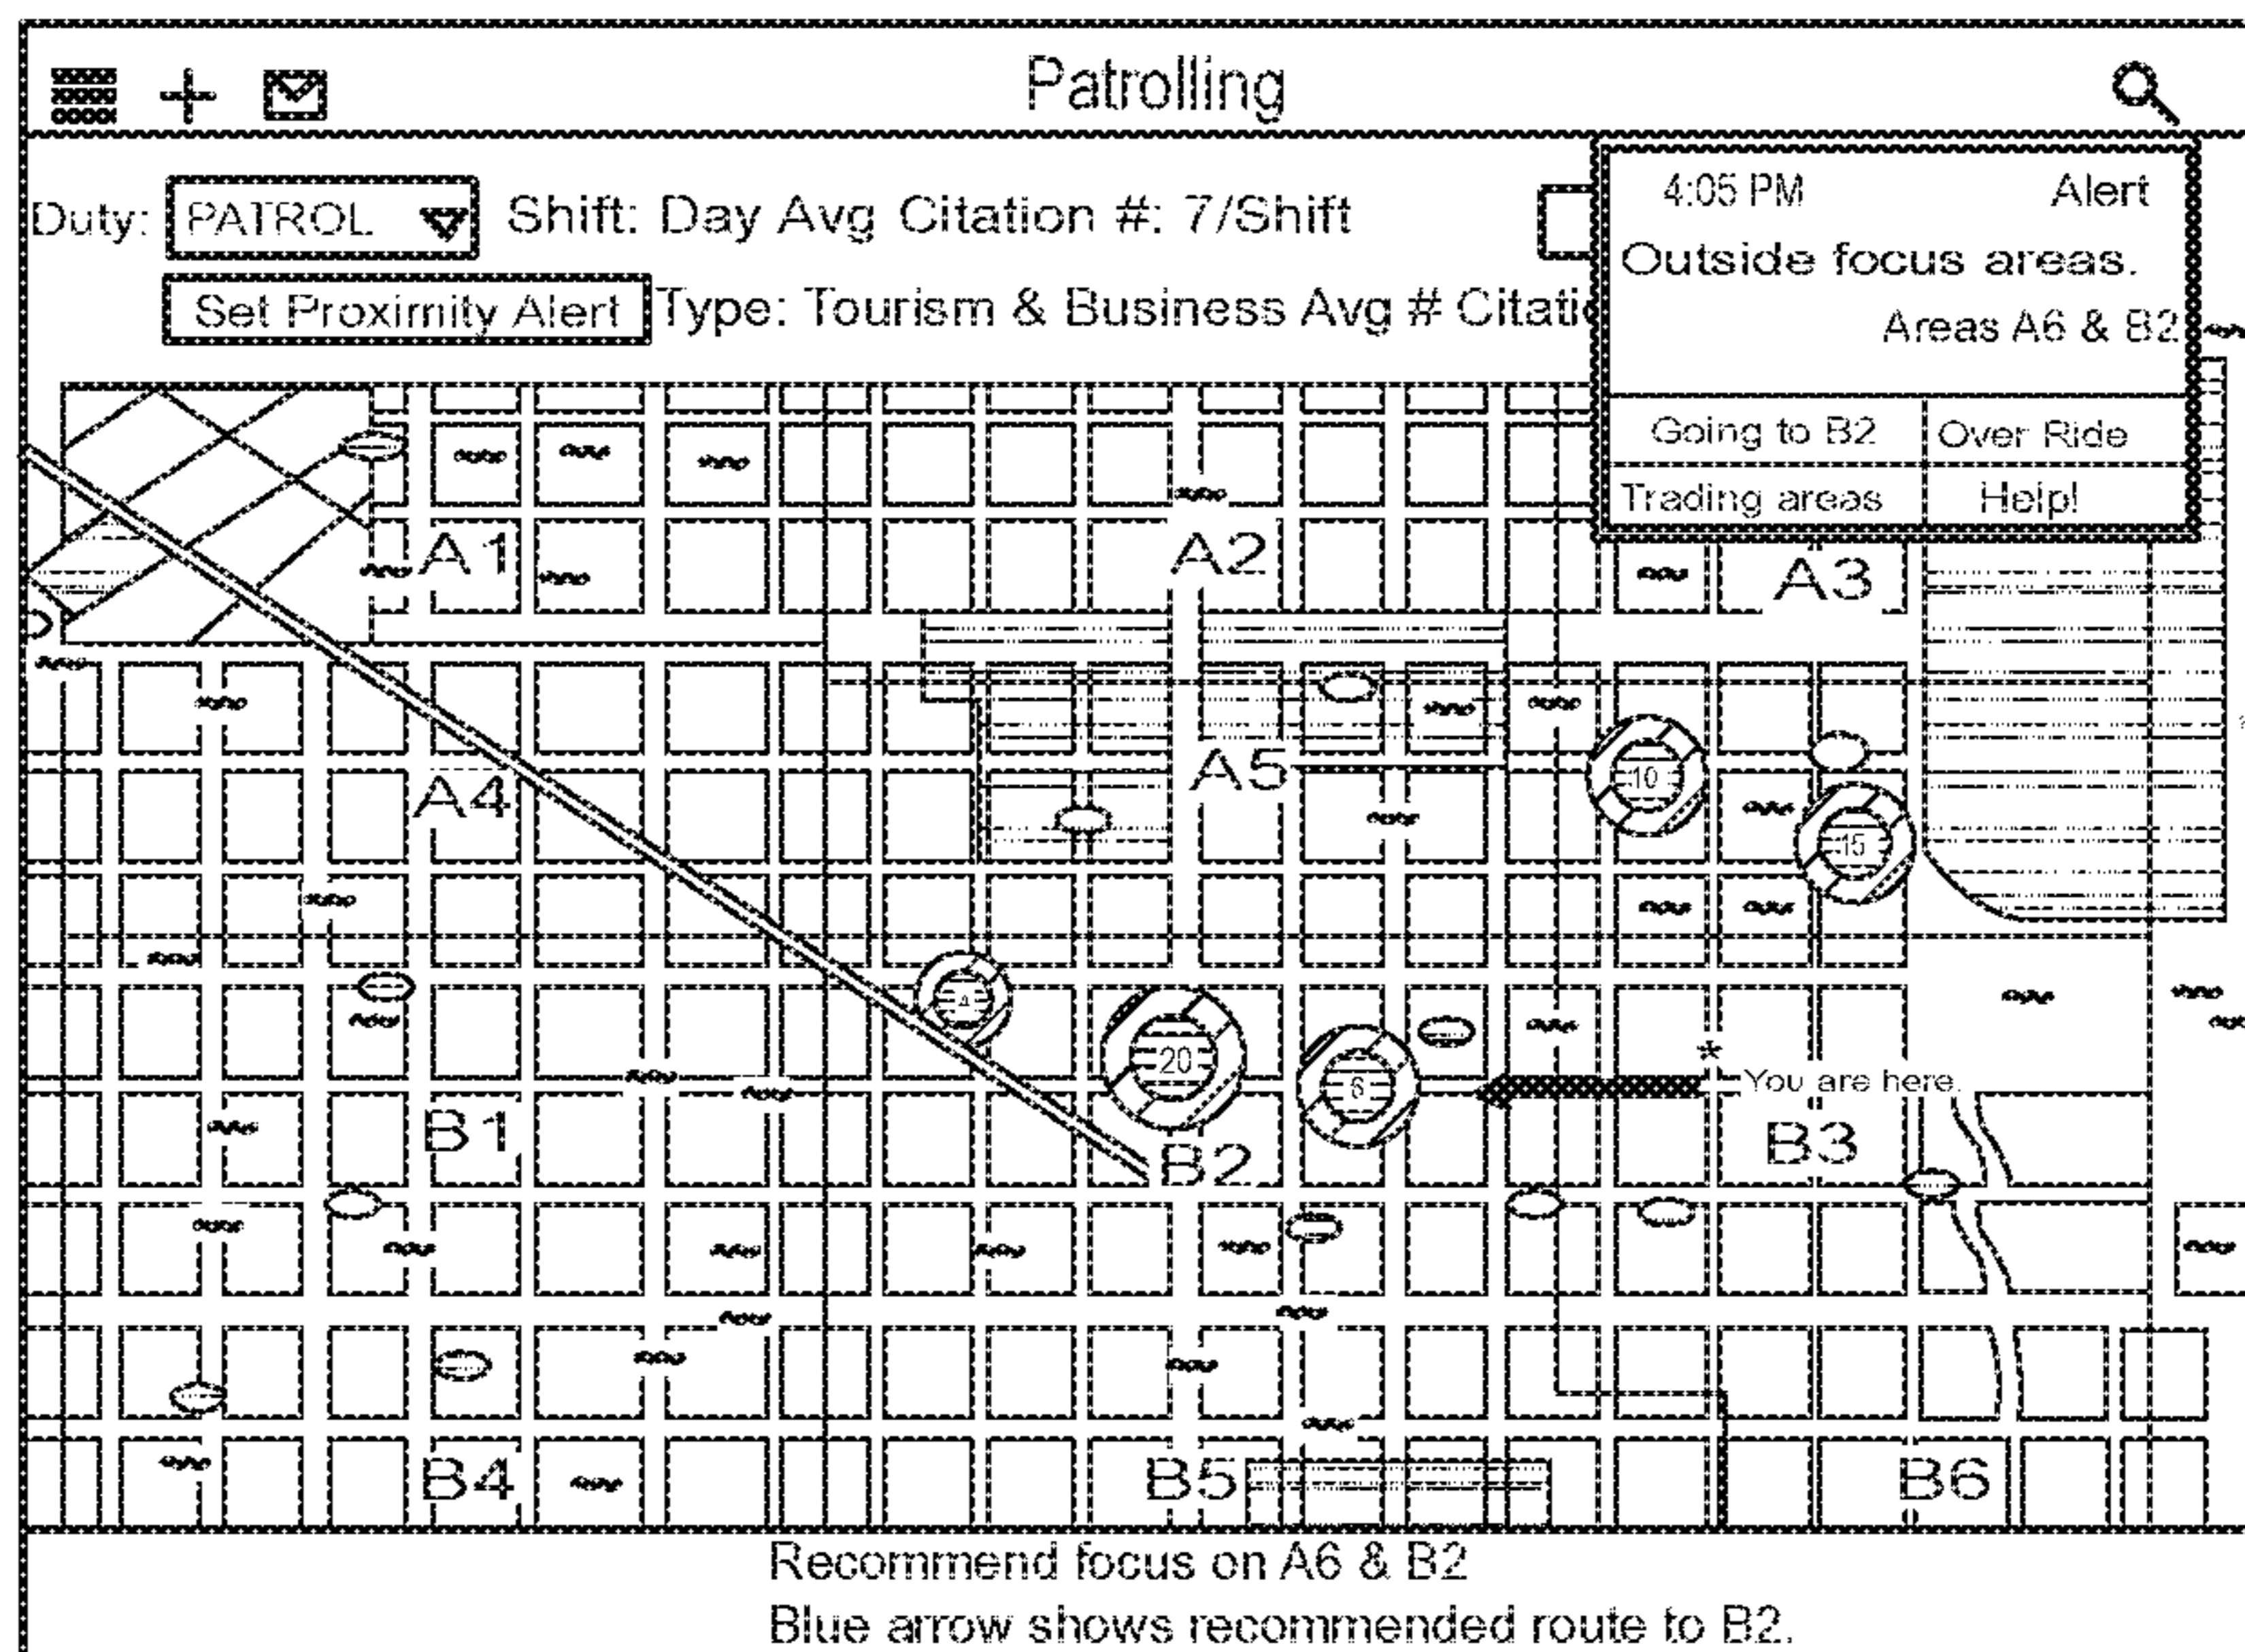 Patrolling
Duty: PATROL Shift: Day Avg Citation #: 7/Shift
Set Proximity Alert Type: Tourism & Business Avg # Citatio
4:05 PM Alert
Outside focus areas.
Areas A6 & B2
Going to B2 Over Ride
Trading areas Help!
A1 A2 A3
A4 A5 10
15
4 20 6
You are here.
B1 B2 B3
B4 B5 B6
Recommend focus on A6 & B2
Blue arrow shows recommended route to B2.